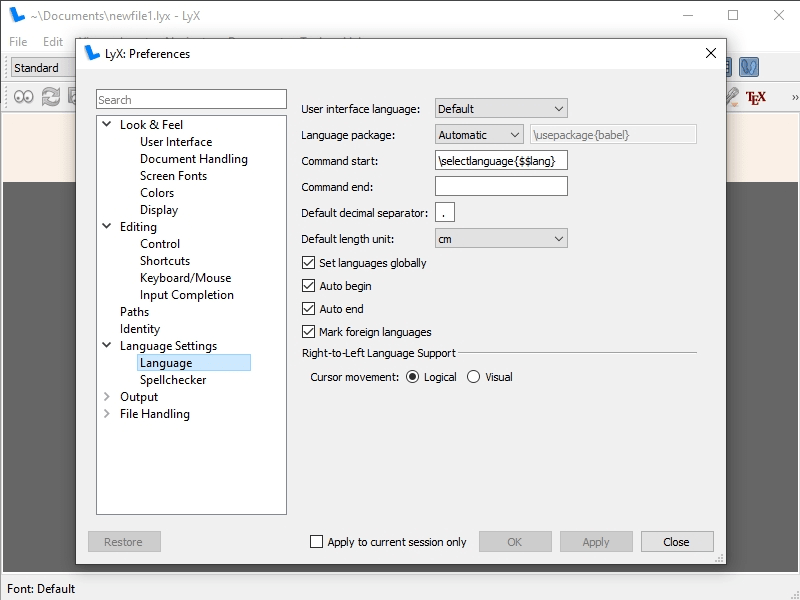 ~\Documents\newfile1.lyx - LyX
File Edit
LyX: Preferences
Standard
Search
Look & Feel
User Interface
Document Handling
Screen Fonts
Colors
Display
Editing
Control
Shortcuts
Keyboard/Mouse
Input Completion
Paths
Identity
Language Settings
Language
Spellchecker
Output
File Handling
User interface language: Default
Language package: Automatic \usepackage{babel}
Command start: \selectlanguage{$$lang}
Command end:
Default decimal separator: .
Default length unit: cm
Set languages globally
Auto begin
Auto end
Mark foreign languages
Right-to-Left Language Support
Cursor movement: Logical Visual
TEX
Restore Apply to current session only OK Apply Close
Font: Default